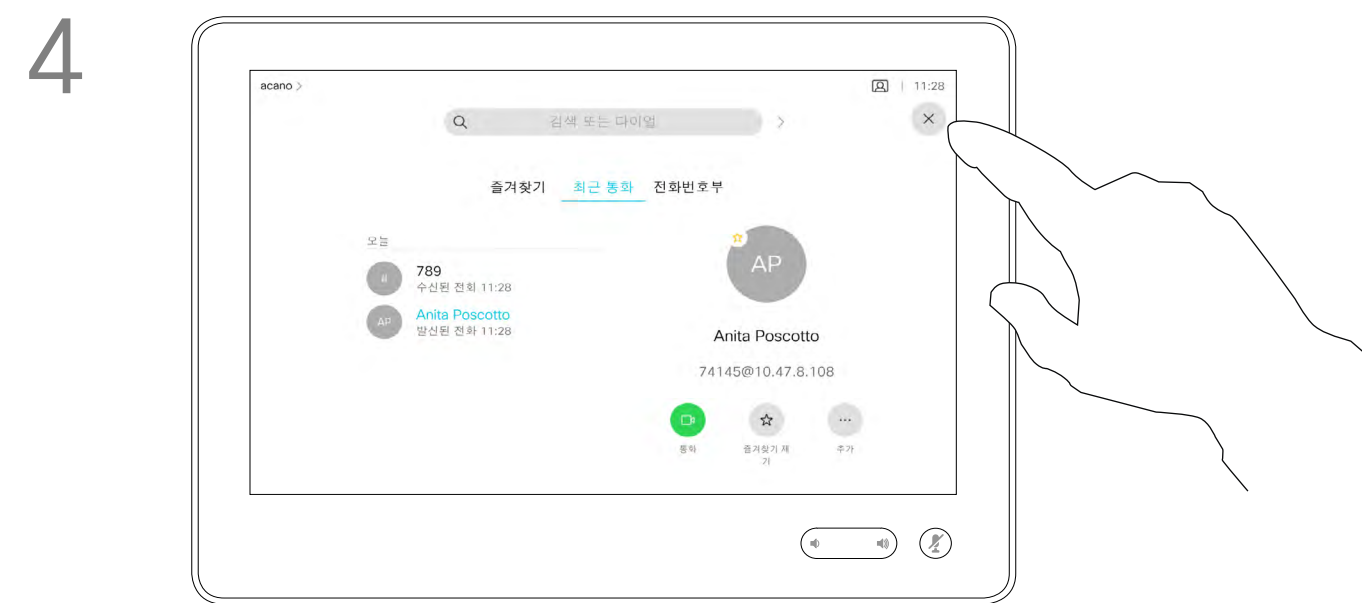 4
acano >
11:28
검색 또는 다이얼
즐겨찾기 최근 통화 전화번호부
오늘
789
수신된 전화 11:28
AP
Anita Poscotto
발신된 전화 11:28
AP
Anita Poscotto
74145@10.47.8.108
통화
즐겨찾기 제
기
추가